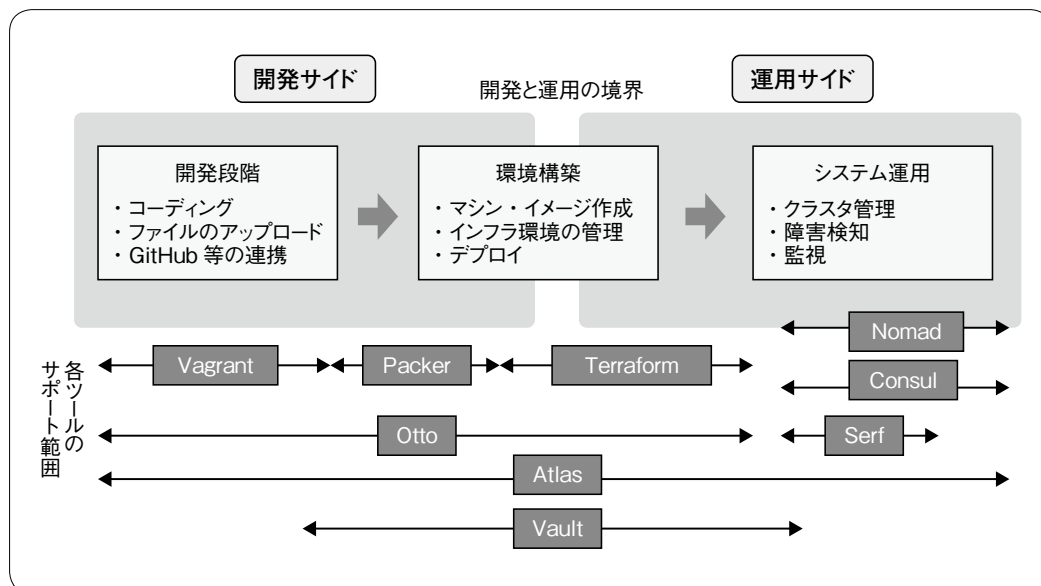 開発サイド
開発と運用の境界
運用サイド
開発段階
・コーディング
・ファイルのアップロード
・GitHub 等の連携
環境構築
・マシン・イメージ作成
・インフラ環境の管理
・デプロイ
システム運用
・クラスタ管理
・障害検知
・監視
各ツールの
サポート範囲
Nomad
Vagrant
Packer
Terraform
Consul
Otto
Serf
Atlas
Vault